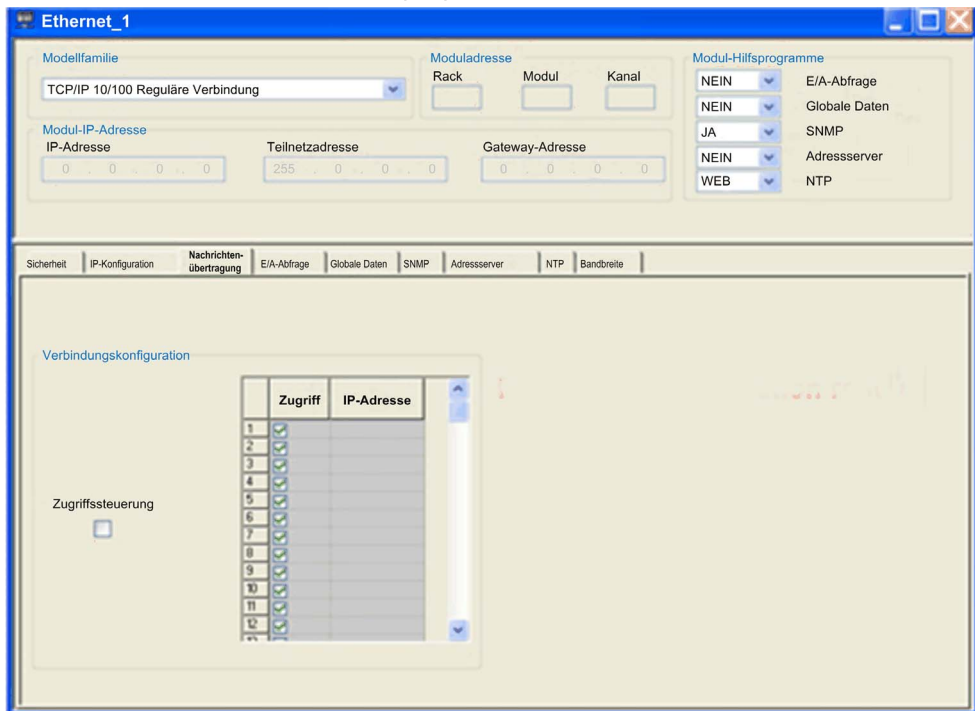 Ethernet_1
Modellfamilie
TCP/IP 10/100 Reguläre Verbindung
Moduladresse
Rack Modul Kanal
Modul-Hilfsprogramme
NEIN E/A-Abfrage
NEIN Globale Daten
JA SNMP
NEIN Adressserver
WEB NTP
Modul-IP-Adresse
IP-Adresse Teilnetzadresse Gateway-Adresse
0 . 0 . 0 . 0 255 . 0 . 0 . 0 0 . 0 . 0 . 0
Sicherheit IP-Konfiguration Nachrichten-
übertragung E/A-Abfrage Globale Daten SNMP Adressserver NTP Bandbreite
Verbindungskonfiguration
Zugriff IP-Adresse
1
2
3
4
5
6
7
8
9
10
11
12
Zugriffssteuerung